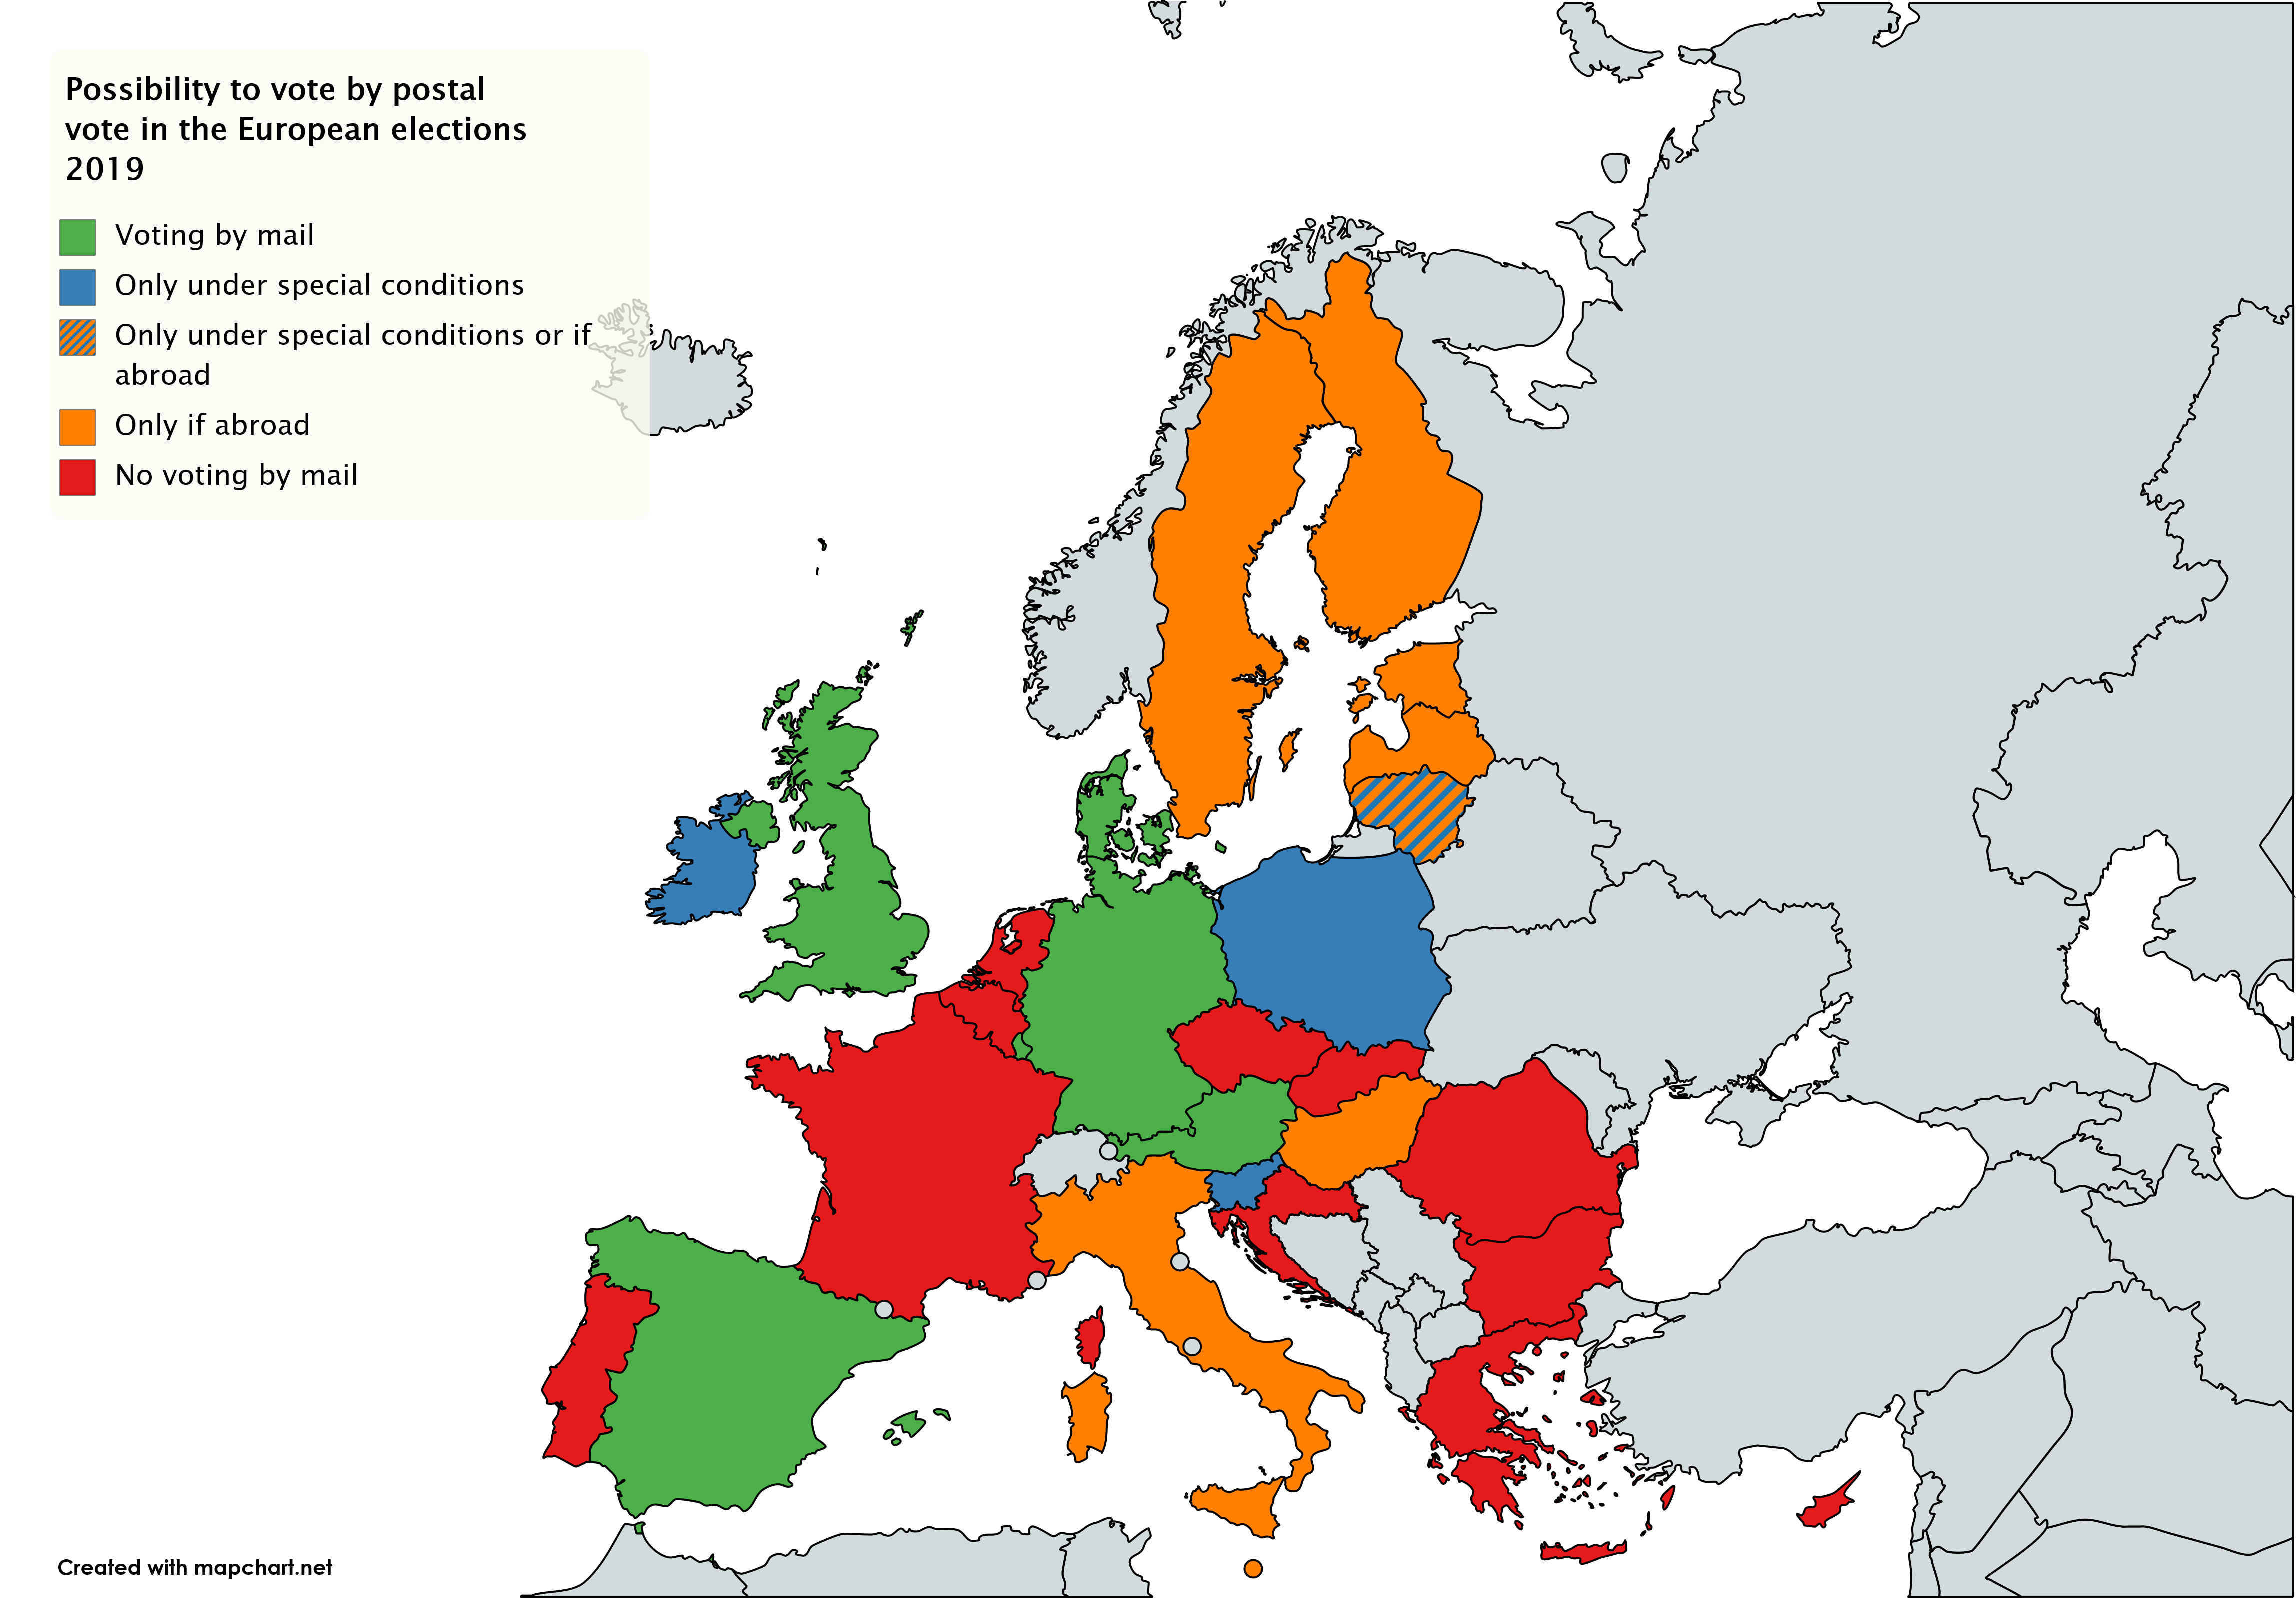 Possibility to vote by postal
vote in the European elections
2019
Voting by mail
Only under special conditions
Only under special conditions or if
abroad
Only if abroad
No voting by mail
Created with mapchart.net